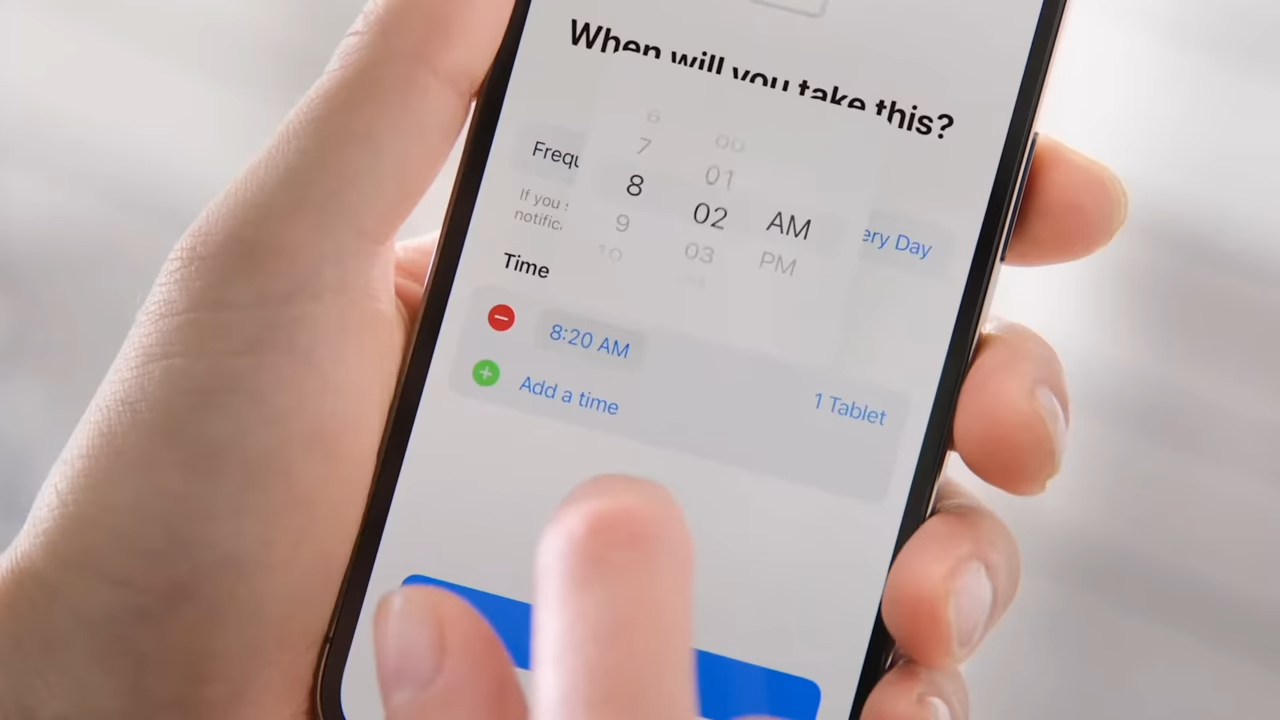 When will you take this?
6
7 00
8 01
9 02 AM
10 03 PM
Frequ
ery Day
If you
notific
Time
8:20 AM
Add a time
1 Tablet